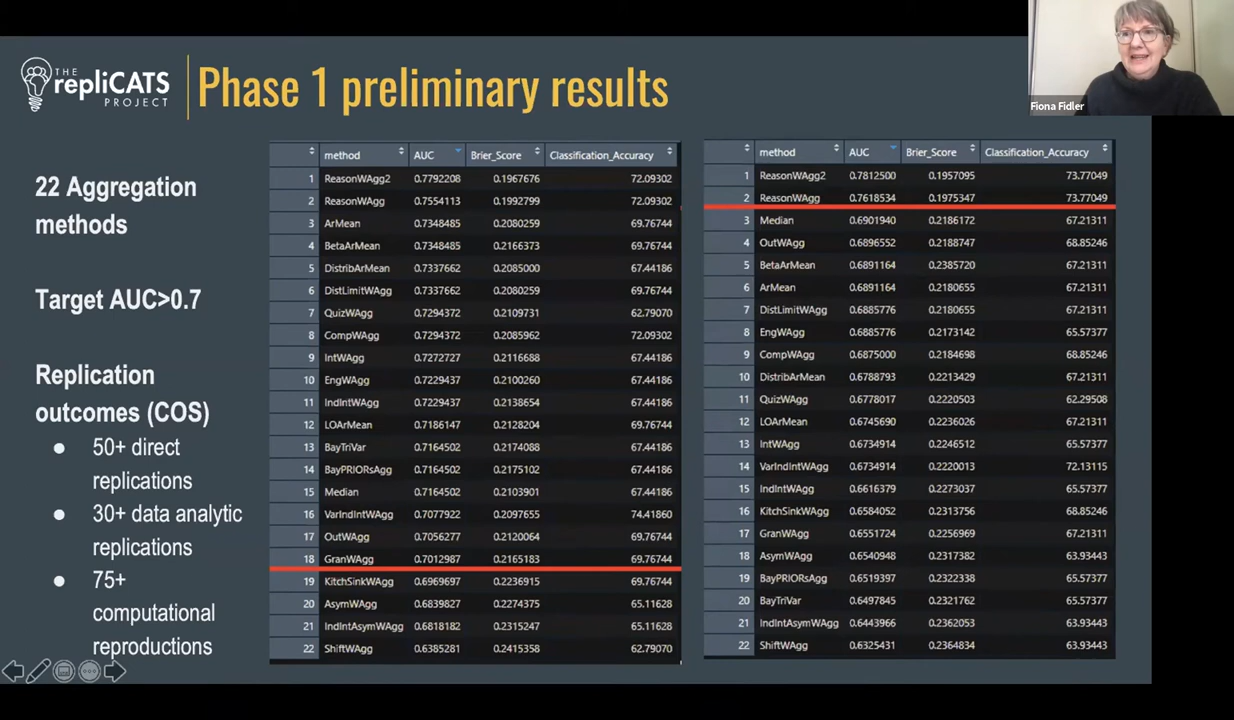 Fiona Fidler
THE
repliCATS
PROJECT
Phase 1 preliminary results
22 Aggregation
methods
Target AUC>0.7
Replication
outcomes (COS)
● 50+ direct
replications
● 30+ data analytic
replications
● 75+
computational
reproductions
method AUC Brier_Score Classification_Accuracy
1 ReasonWAgg2 0.7792208 0.1967676 72.09302
2 ReasonWAgg 0.7554113 0.1992799 72.09302
3 ArMean 0.7348485 0.2080259 69.76744
4 BetaArMean 0.7348485 0.2166373 69.76744
5 DistribArMean 0.7337662 0.2085000 67.44186
6 DistLimitWAgg 0.7337662 0.2080259 69.76744
7 QuizWAgg 0.7294372 0.2109731 62.79070
8 CompWAgg 0.7294372 0.2085962 72.09302
9 IntWAgg 0.7272727 0.2116688 67.44186
10 EngWAgg 0.7229437 0.2100260 67.44186
11 IndIntWAgg 0.7229437 0.2138654 67.44186
12 LOArMean 0.7186147 0.2128204 69.76744
13 BayTriVar 0.7164502 0.2174088 67.44186
14 BayPRIORsAgg 0.7164502 0.2175102 67.44186
15 Median 0.7164502 0.2103901 67.44186
16 VarIndIntWAgg 0.7077922 0.2097655 74.41860
17 OutWAgg 0.7056277 0.2120064 69.76744
18 GranWAgg 0.7012987 0.2165183 69.76744
19 KitchSinkWAgg 0.6969697 0.2236915 69.76744
20 AsymWAgg 0.6839827 0.2274375 65.11628
21 IndIntAsymWAgg 0.6818182 0.2315247 65.11628
22 ShiftWAgg 0.6385281 0.2415358 62.79070
method AUC Brier_Score Classification_Accuracy
1 ReasonWAgg2 0.7812500 0.1957095 73.77049
2 ReasonWAgg 0.7618534 0.1975347 73.77049
3 Median 0.6901940 0.2186172 67.21311
4 OutWAgg 0.6896552 0.2188747 68.85246
5 BetaArMean 0.6891164 0.2385720 67.21311
6 ArMean 0.6891164 0.2180655 67.21311
7 DistLimitWAgg 0.6885776 0.2180655 67.21311
8 EngWAgg 0.6885776 0.2173142 65.57377
9 CompWAgg 0.6875000 0.2184698 68.85246
10 DistribArMean 0.6788793 0.2213429 67.21311
11 QuizWAgg 0.6778017 0.2220503 62.29508
12 LOArMean 0.6745690 0.2236026 67.21311
13 IntWAgg 0.6734914 0.2246512 65.57377
14 VarIndIntWAgg 0.6734914 0.2220013 72.13115
15 IndIntWAgg 0.6616379 0.2273037 65.57377
16 KitchSinkWAgg 0.6584052 0.2313756 68.85246
17 GranWAgg 0.6551724 0.2256969 67.21311
18 AsymWAgg 0.6540948 0.2317382 63.93443
19 BayPRIORsAgg 0.6519397 0.2322338 65.57377
20 BayTriVar 0.6497845 0.2321762 65.57377
21 IndIntAsymWAgg 0.6443966 0.2362053 63.93443
22 ShiftWAgg 0.6325431 0.2364834 63.93443